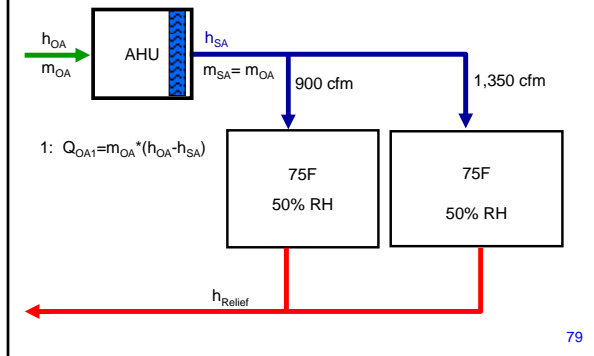 h_OA
AHU
h_SA
m_OA
m_SA= m_OA
900 cfm
1,350 cfm
1: Q_OA1=m_OA*(h_OA-h_SA)
75F
50% RH
75F
50% RH
h_Relief
79